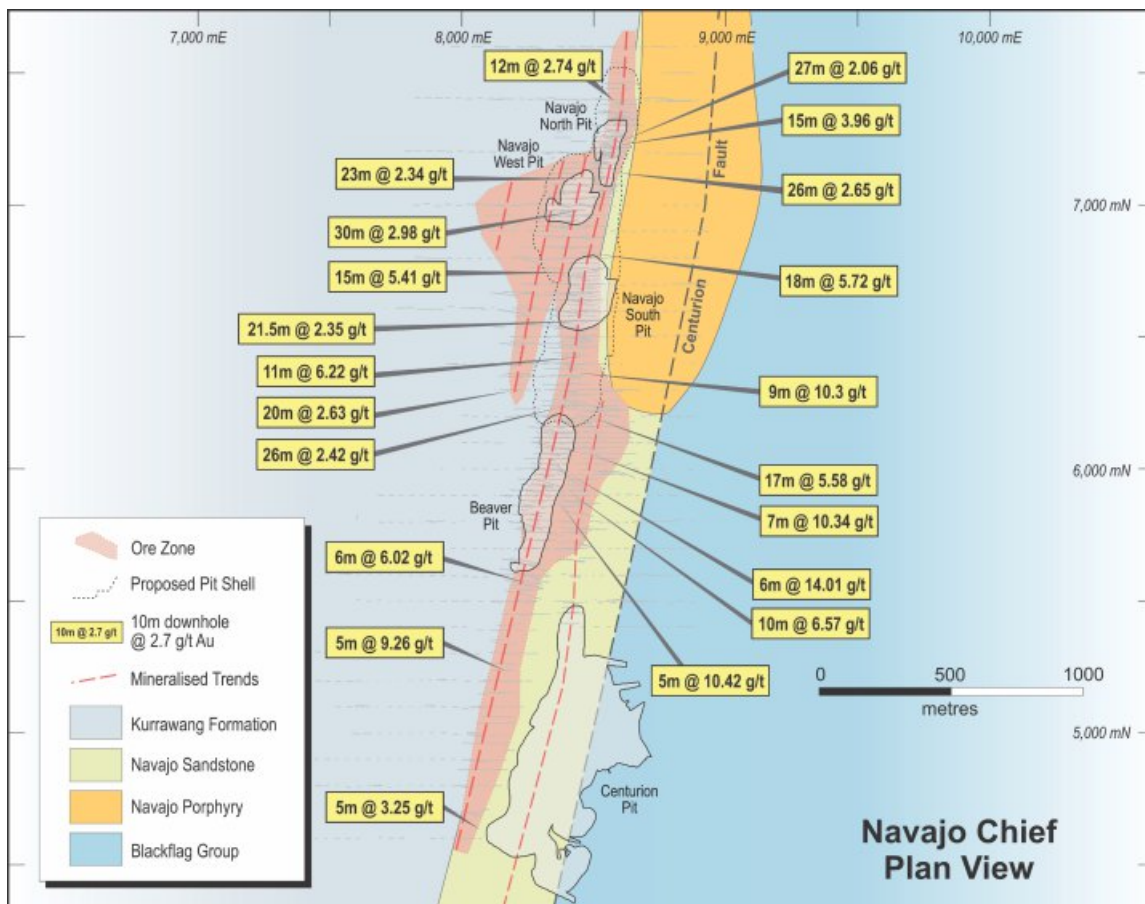 7,000 mE
8,000 mE
9,000 mE
10,000 mE
12m @ 2.74 g/t
27m @ 2.06 g/t
Navajo
North Pit
15m @ 3.96 g/t
Navajo
West Pit
Fault
23m @ 2.34 g/t
26m @ 2.65 g/t
7,000 mN
30m @ 2.98 g/t
15m @ 5.41 g/t
18m @ 5.72 g/t
Navajo
South
Pit
Centurion
21.5m @ 2.35 g/t
11m @ 6.22 g/t
9m @ 10.3 g/t
20m @ 2.63 g/t
26m @ 2.42 g/t
17m @ 5.58 g/t
6,000 mN
Beaver
Pit
7m @ 10.34 g/t
6m @ 6.02 g/t
6m @ 14.01 g/t
10m @ 6.57 g/t
5m @ 9.26 g/t
5m @ 10.42 g/t
0 500 1000
metres
5,000 mN
Centurion
Pit
5m @ 3.25 g/t
Ore Zone
Proposed Pit Shell
10m @ 2.7 g/t
10m downhole
@ 2.7 g/t Au
Mineralised Trends
Kurrawang Formation
Navajo Sandstone
Navajo Porphyry
Blackflag Group
Navajo Chief
Plan View